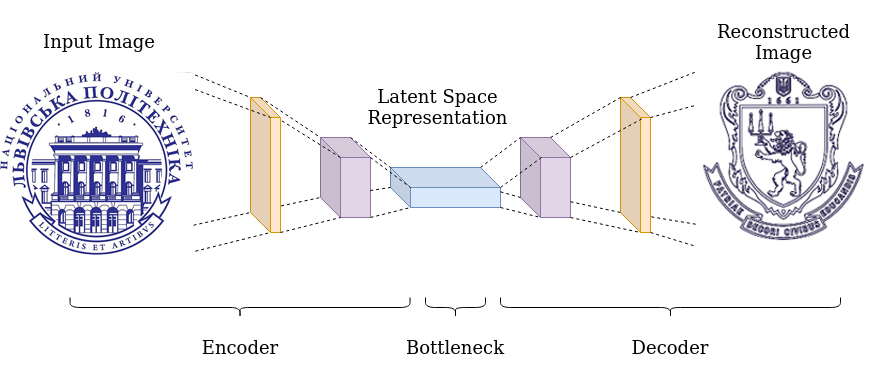 Input Image
НАЦІОНАЛЬНИЙ УНІВЕРСИТЕТ
ЛЬВІВСЬКА ПОЛІТЕХНІКА
· 1816 ·
LITTERIS ET ARTIBVS
Latent Space
Representation
Reconstructed
Image
1661
PATRIAE DECORI CIVIBUS EDUCANDIS
Encoder
Bottleneck
Decoder